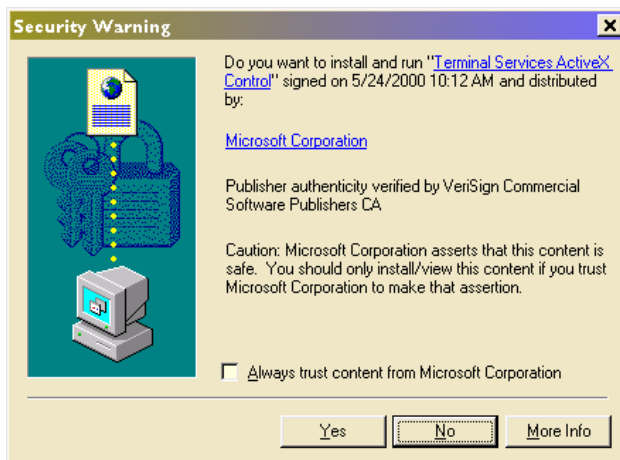 Security Warning
Do you want to install and run "Terminal Services ActiveX
Control" signed on 5/24/2000 10:12 AM and distributed
by:
Microsoft Corporation
Publisher authenticity verified by VeriSign Commercial
Software Publishers CA
Caution: Microsoft Corporation asserts that this content is
safe.  You should only install/view this content if you trust
Microsoft Corporation to make that assertion.
Always trust content from Microsoft Corporation
Yes No More Info